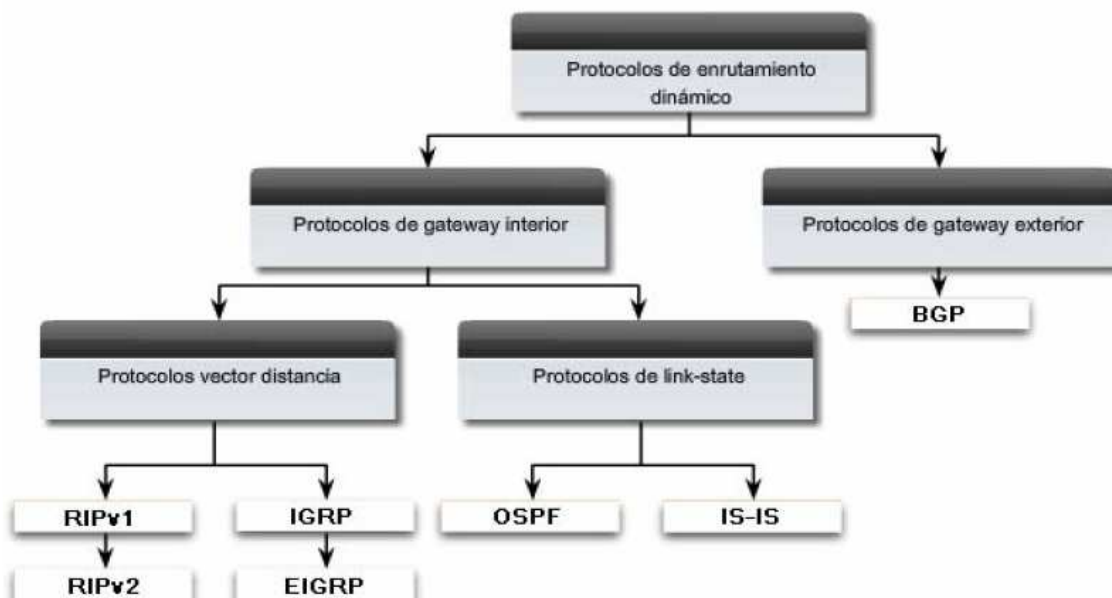 Protocolos de enrutamiento
dinámico
Protocolos de gateway interior
Protocolos de gateway exterior
BGP
Protocolos vector distancia
Protocolos de link-state
RIPv1
IGRP
OSPF
IS-IS
RIPv2
EIGRP